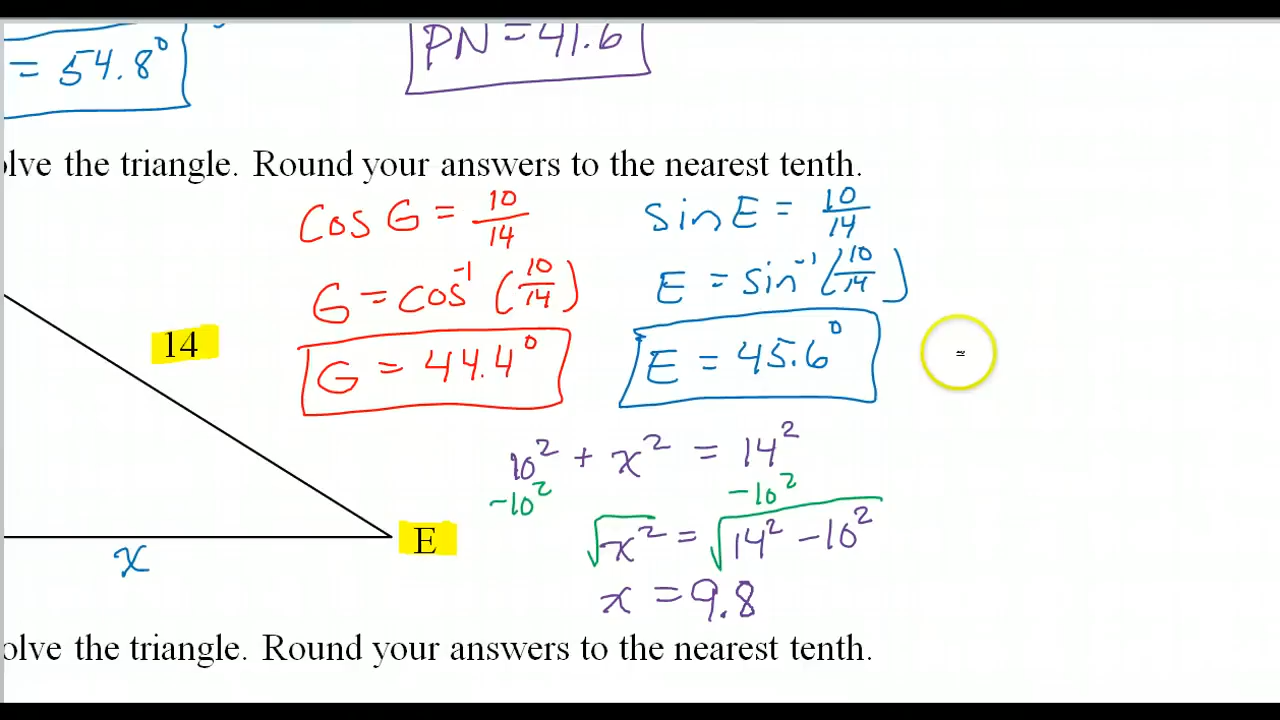 = 54.8°
PN = 41.6
olve the triangle. Round your answers to the nearest tenth.
cos G = 10/14
sin E = 10/14
G = cos⁻¹ (10/14)
E = sin⁻¹ (10/14)
14
G = 44.4°
E = 45.6°
10² + x² = 14²
-10² -10²
E
√x² = √14² - 10²
x
x = 9.8
olve the triangle. Round your answers to the nearest tenth.